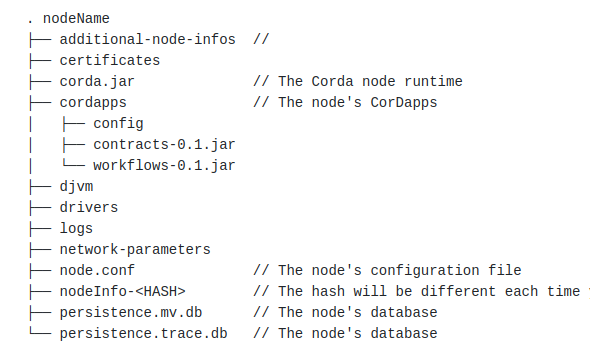 . nodeName
├── additional-node-infos  //
├── certificates
├── corda.jar              // The Corda node runtime
├── cordapps               // The node's CorDapps
│   ├── config
│   ├── contracts-0.1.jar
│   └── workflows-0.1.jar
├── djvm
├── drivers
├── logs
├── network-parameters
├── node.conf              // The node's configuration file
├── nodeInfo-<HASH>        // The hash will be different each time
├── persistence.mv.db      // The node's database
└── persistence.trace.db   // The node's database